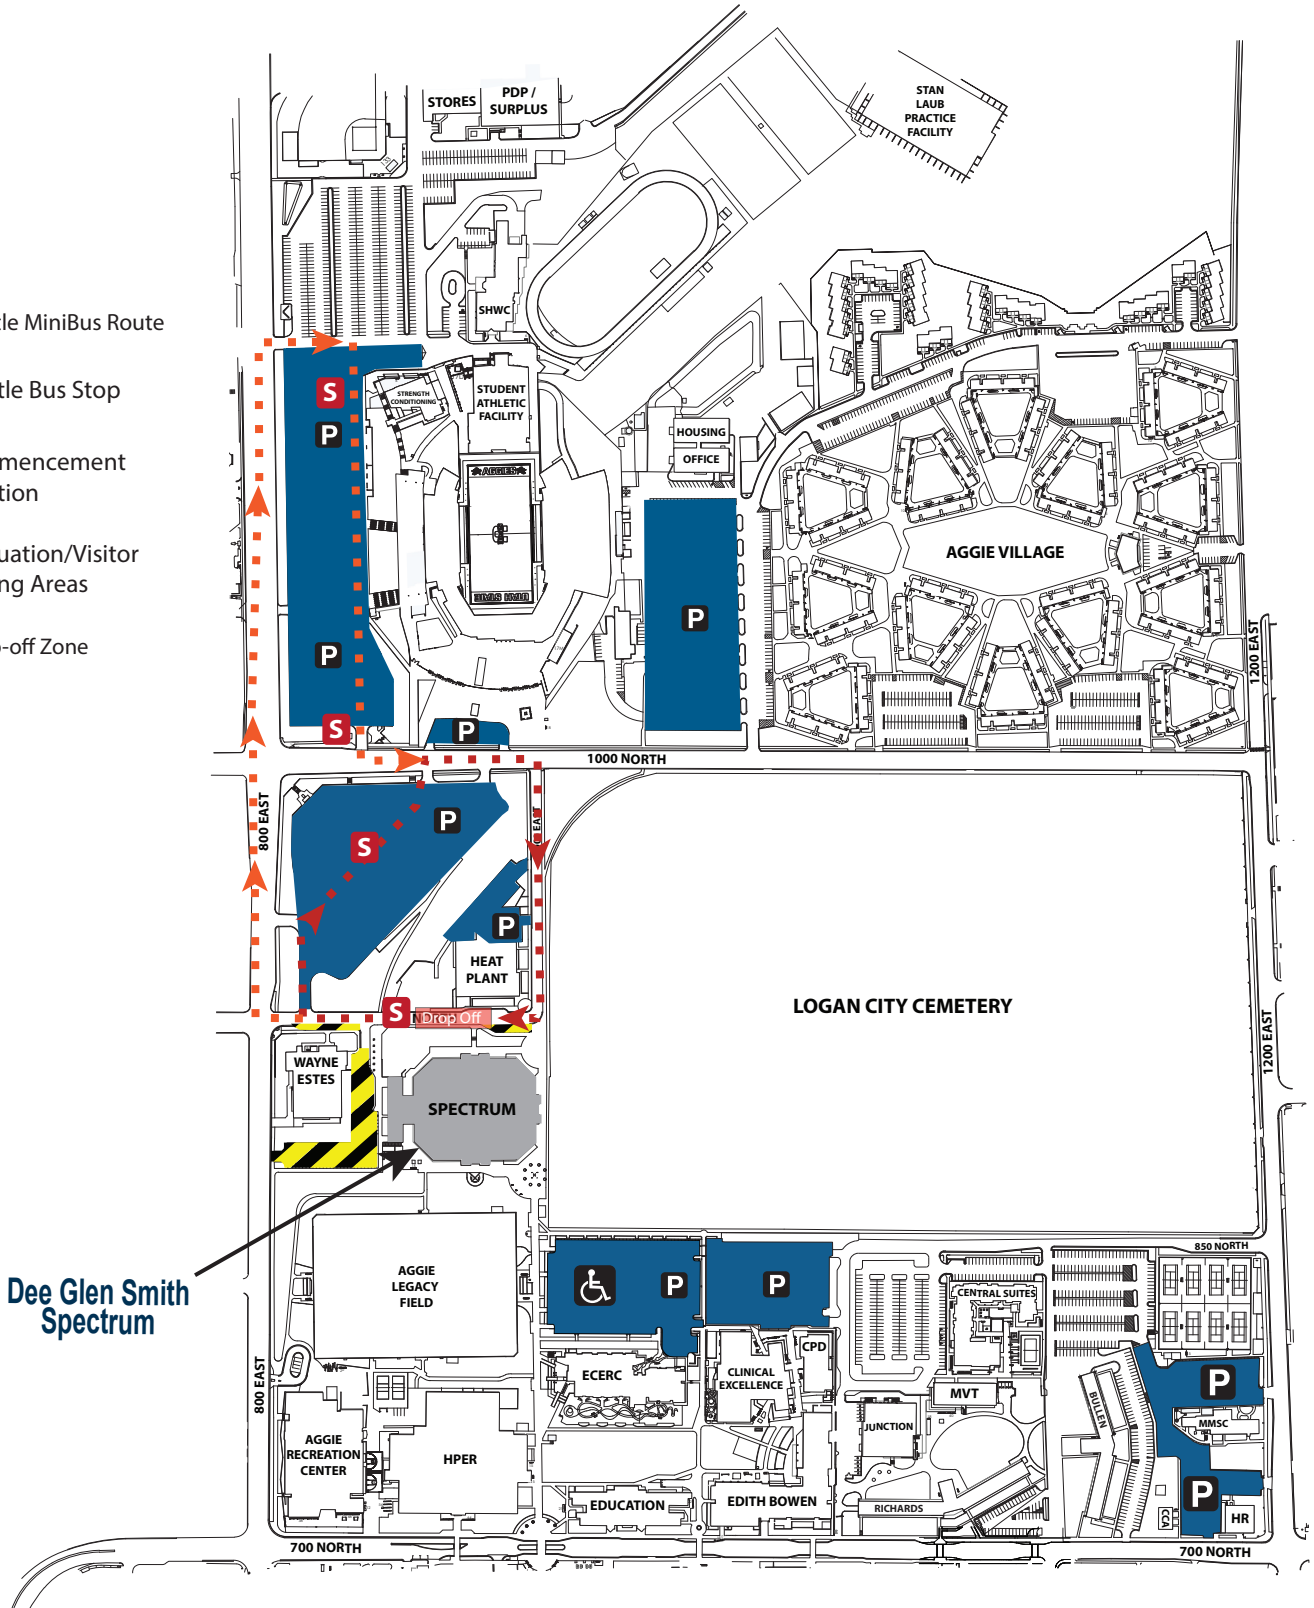 STORES
PDP /
SURPLUS
STAN
LAUB
PRACTICE
FACILITY
SHWC
tle MiniBus Route
S
tle Bus Stop
STRENGTH
CONDITIONING
STUDENT
ATHLETIC
FACILITY
P
HOUSING
OFFICE
mencement
tion
AGGIES
uation/Visitor
ng Areas
AGGIE VILLAGE
UTAH STATE
P
P
-off Zone
1200 EAST
S
P
1000 NORTH
800 EAST
P
EAST
S
P
HEAT
PLANT
LOGAN CITY CEMETERY
S
N
Drop Off
1200 EAST
WAYNE
ESTES
SPECTRUM
Dee Glen Smith
Spectrum
AGGIE
LEGACY
FIELD
850 NORTH
P
P
CENTRAL SUITES
CPD
ECERC
CLINICAL
EXCELLENCE
800 EAST
MVT
BULLEN
P
MMSC
JUNCTION
AGGIE
RECREATION
CENTER
HPER
P
EDUCATION
EDITH BOWEN
RICHARDS
CCA
HR
700 NORTH
700 NORTH